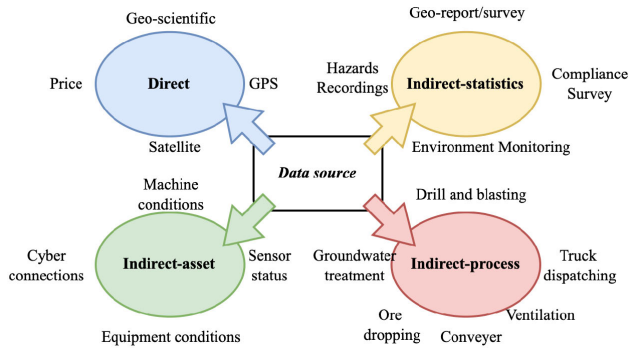 Geo-scientific
Price
Direct
GPS
Satellite
Geo-report/survey
Hazards
Recordings
Indirect-statistics
Compliance
Survey
Environment Monitoring
Data source
Machine
conditions
Cyber
connections
Indirect-asset
Sensor
status
Equipment conditions
Drill and blasting
Groundwater
treatment
Indirect-process
Truck
dispatching
Ore
dropping
Conveyer
Ventilation